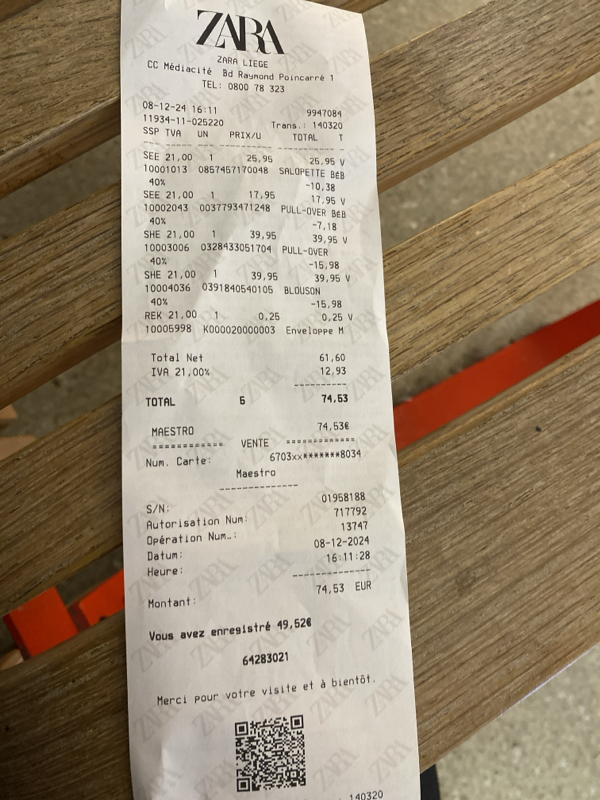 ZARA
ZARA LIEGE
CC Médiacité Bd Raymond Poincarré 1
TEL: 0800 78 323
08-12-24 16:11 9947084
11934-11-025220 Trans.: 140320
SSP TVA UN PRIX/U TOTAL T
SEE 21,00 1 25,95 25,95 V
10001013 0857457170048 SALOPETTE BéB
40% -10,38
SEE 21,00 1 17,95 17,95 V
10002043 0037793471248 PULL-OVER BéB
40% -7,18
SHE 21,00 1 39,95 39,95 V
10003006 0328433051704 PULL-OVER
40% -15,98
SHE 21,00 1 39,95 39,95 V
10004036 0391840540105 BLOUSON
40% -15,98
REK 21,00 1 0,25 0,25 V
10005998 K000020000003 Enveloppe M
Total Net 61,60
IVA 21,00% 12,93
TOTAL 5 74,53
MAESTRO 74,53€
============ VENTE ============
Num. Carte: 6703xx*******8034
Maestro
S/N: 01958188
Autorisation Num: 717792
Opération Num.: 13747
Datum: 08-12-2024
Heure: 16:11:28
Montant: 74,53 EUR
Vous avez enregistré 49,52€
64283021
Merci pour votre visite et à bientôt.
140320